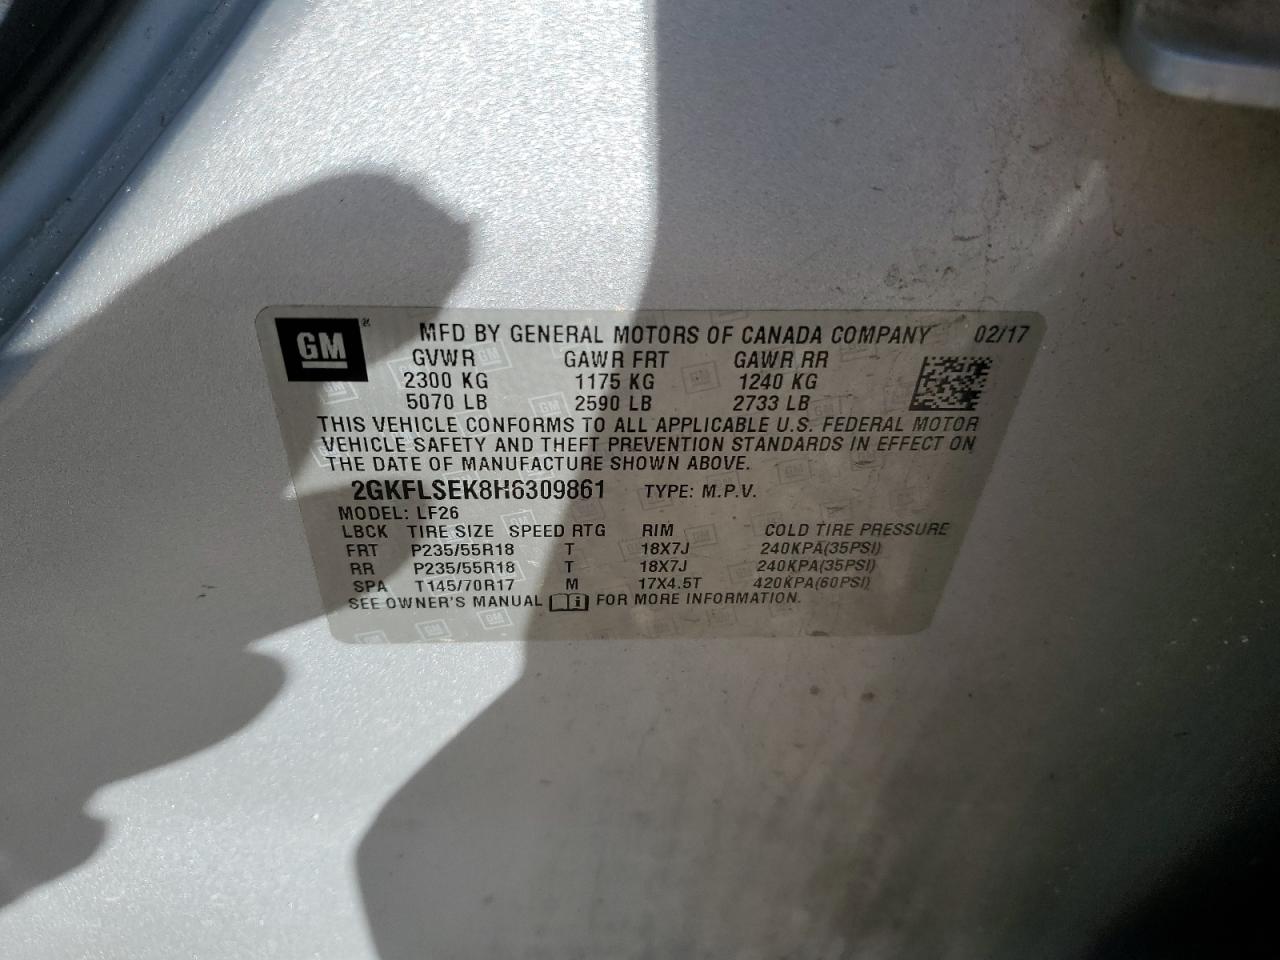 GM ® MFD BY GENERAL MOTORS OF CANADA COMPANY 02/17
GVWR GAWR FRT GAWR RR
2300 KG 1175 KG 1240 KG
5070 LB 2590 LB 2733 LB
THIS VEHICLE CONFORMS TO ALL APPLICABLE U.S. FEDERAL MOTOR
VEHICLE SAFETY AND THEFT PREVENTION STANDARDS IN EFFECT ON
THE DATE OF MANUFACTURE SHOWN ABOVE.
2GKFLSEK8H6309861 TYPE: M.P.V.
MODEL: LF26
LBCK TIRE SIZE SPEED RTG RIM COLD TIRE PRESSURE
FRT P235/55R18 T 18X7J 240KPA(35PSI)
RR P235/55R18 T 18X7J 240KPA(35PSI)
SPA T145/70R17 M 17X4.5T 420KPA(60PSI)
SEE OWNER'S MANUAL FOR MORE INFORMATION.